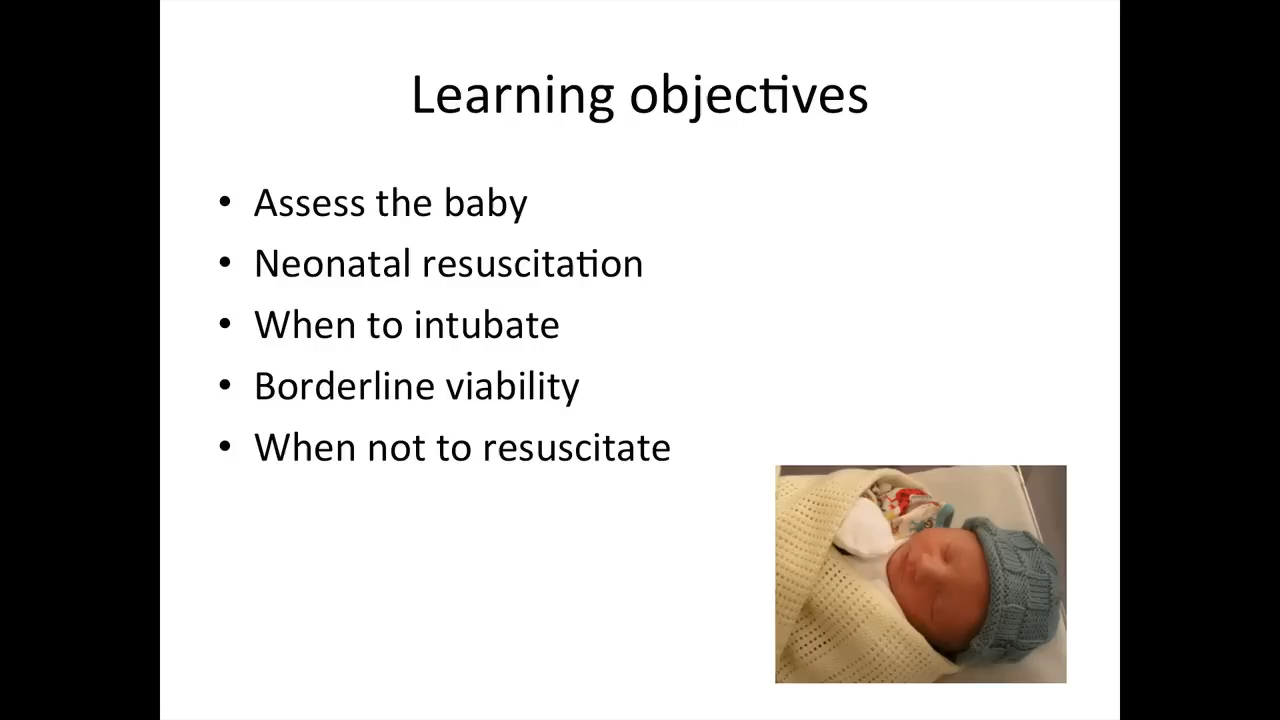 Learning objectives
• Assess the baby
• Neonatal resuscitation
• When to intubate
• Borderline viability
• When not to resuscitate